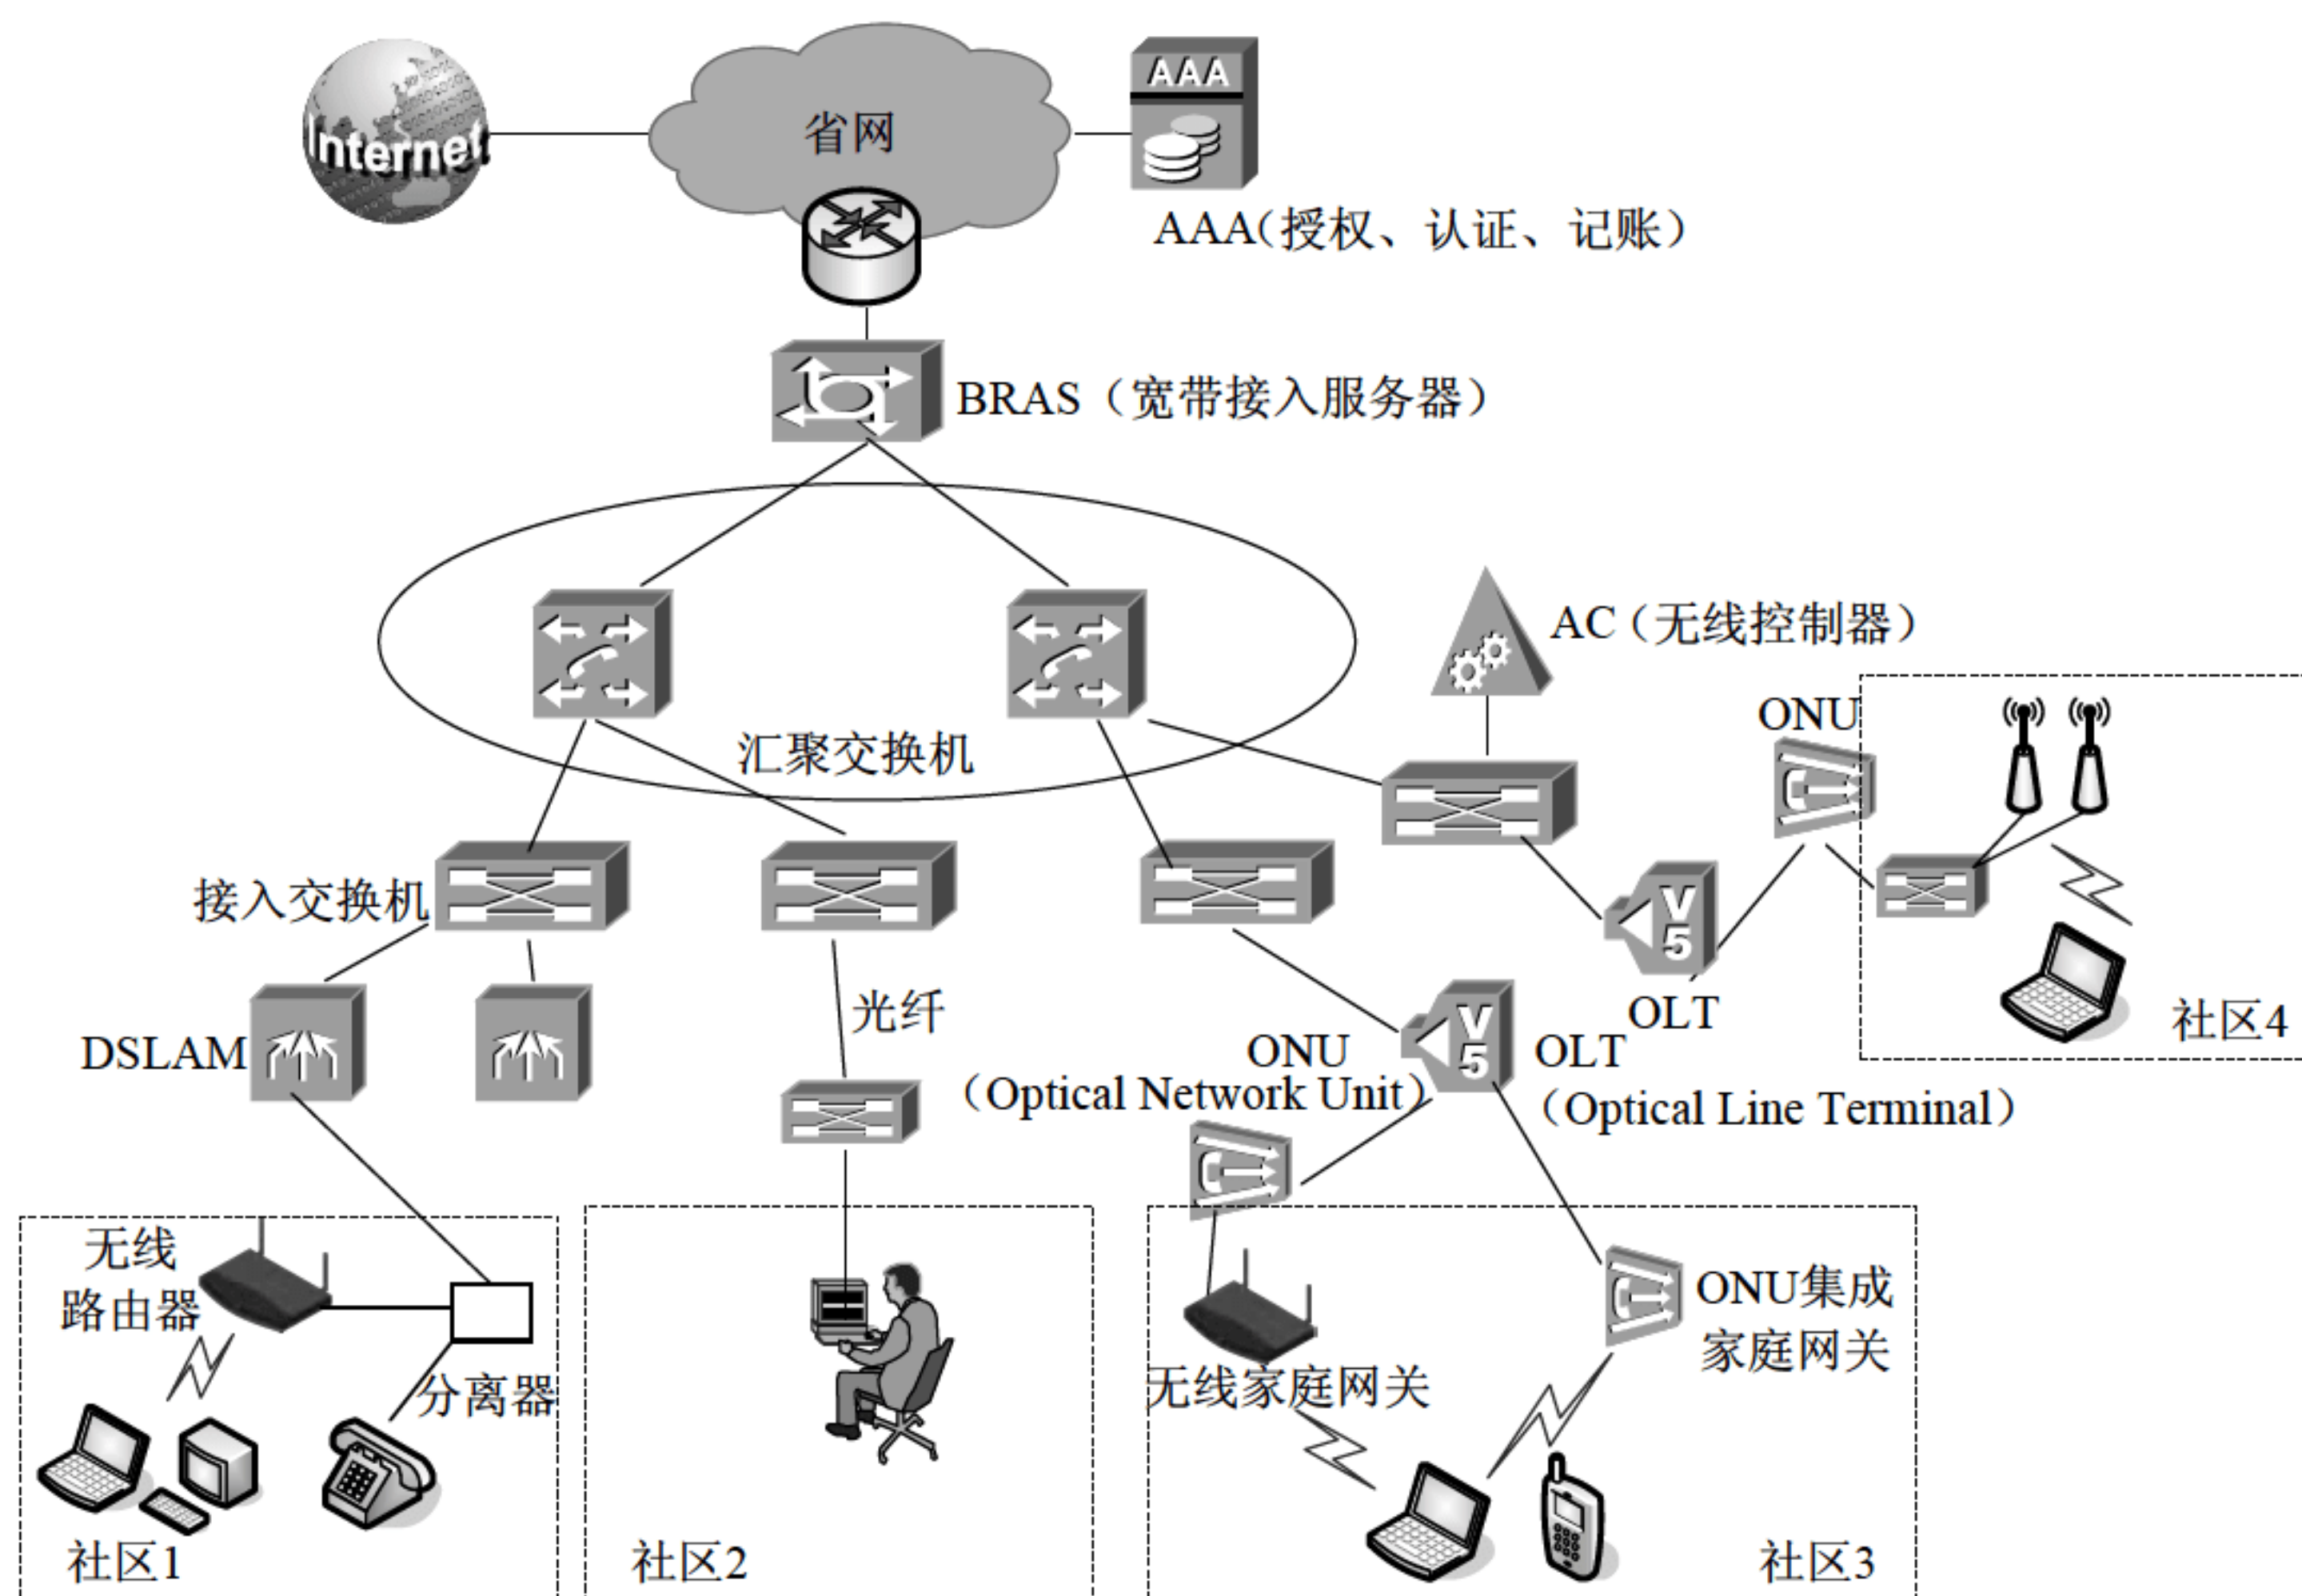 Internet
省网
AAA
AAA（授权、认证、记账）
BRAS（宽带接入服务器）
AC（无线控制器）
ONU
汇聚交换机
接入交换机
V
5
光纤
OLT
社区4
DSLAM
ONU
（Optical Network Unit）
V
5
OLT
（Optical Line Terminal）
无线
路由器
ONU集成
家庭网关
分离器
无线家庭网关
社区1
社区2
社区3